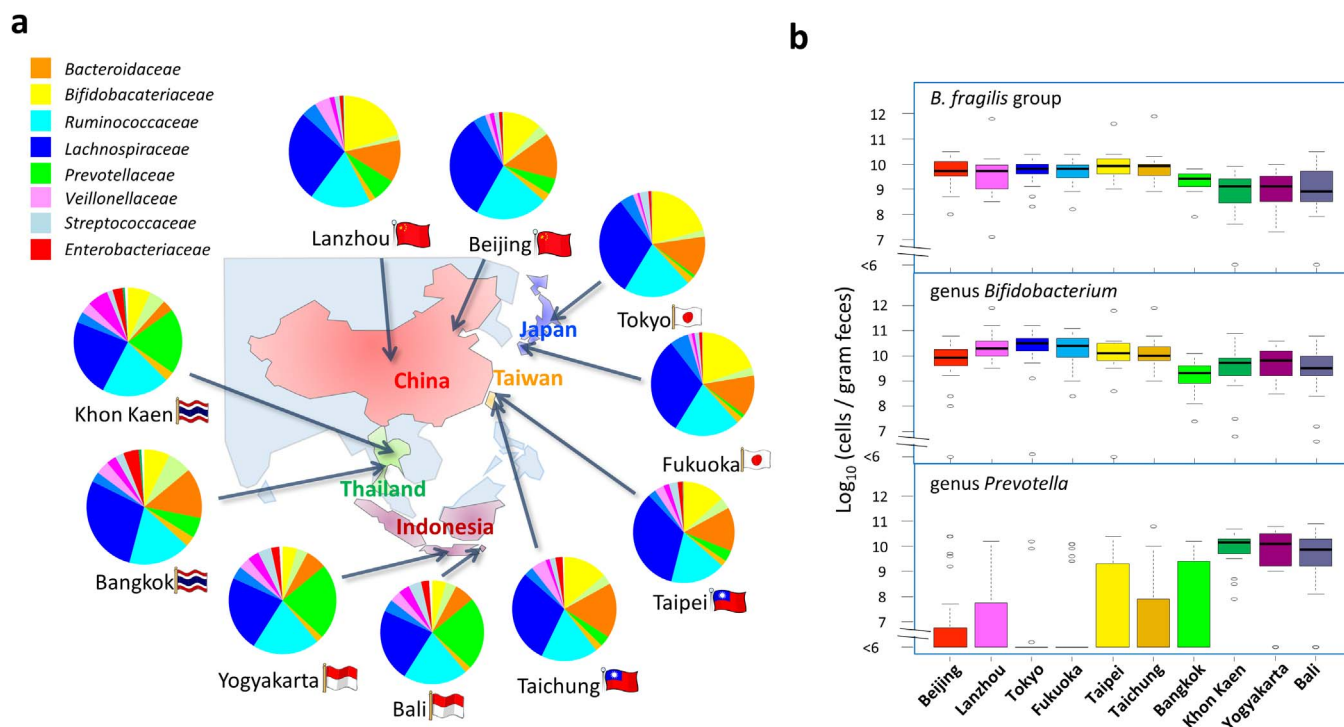 a
Bacteroidaceae
Bifidobacateriaceae
Ruminococcaceae
Lachnospiraceae
Prevotellaceae
Veillonellaceae
Streptococcaceae
Enterobacteriaceae
Lanzhou
Beijing
Tokyo
Fukuoka
Khon Kaen
Bangkok
Yogyakarta
Bali
Taichung
Taipei
China
Japan
Taiwan
Thailand
Indonesia
b
Log10 (cells / gram feces)
B. fragilis group
12
11
10
9
8
7
<6
genus Bifidobacterium
12
11
10
9
8
7
<6
genus Prevotella
12
11
10
9
8
7
<6
Beijing
Lanzhou
Tokyo
Fukuoka
Taipei
Taichung
Bangkok
Khon Kaen
Yogyakarta
Bali